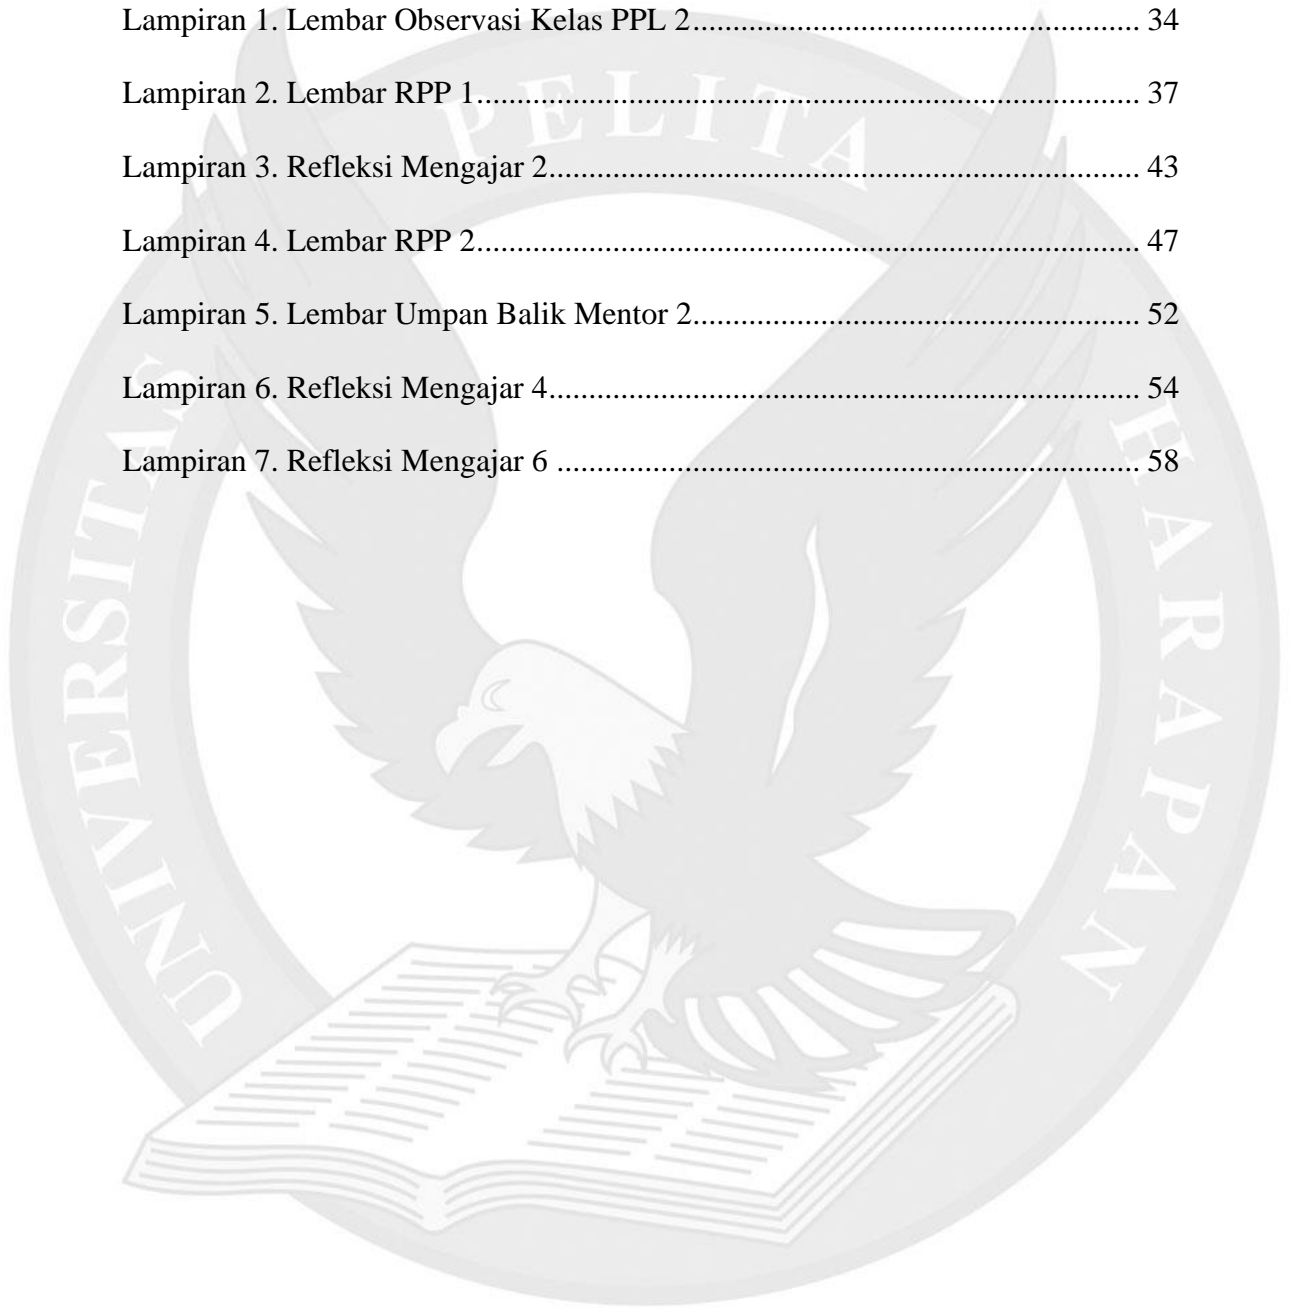 Lampiran 1. Lembar Observasi Kelas PPL 2........................................................ 34
Lampiran 2. Lembar RPP 1................................................................................... 37
Lampiran 3. Refleksi Mengajar 2.......................................................................... 43
Lampiran 4. Lembar RPP 2................................................................................... 47
Lampiran 5. Lembar Umpan Balik Mentor 2........................................................ 52
Lampiran 6. Refleksi Mengajar 4.......................................................................... 54
Lampiran 7. Refleksi Mengajar 6 ......................................................................... 58
UNIVERSITAS PELITA HARAPAN